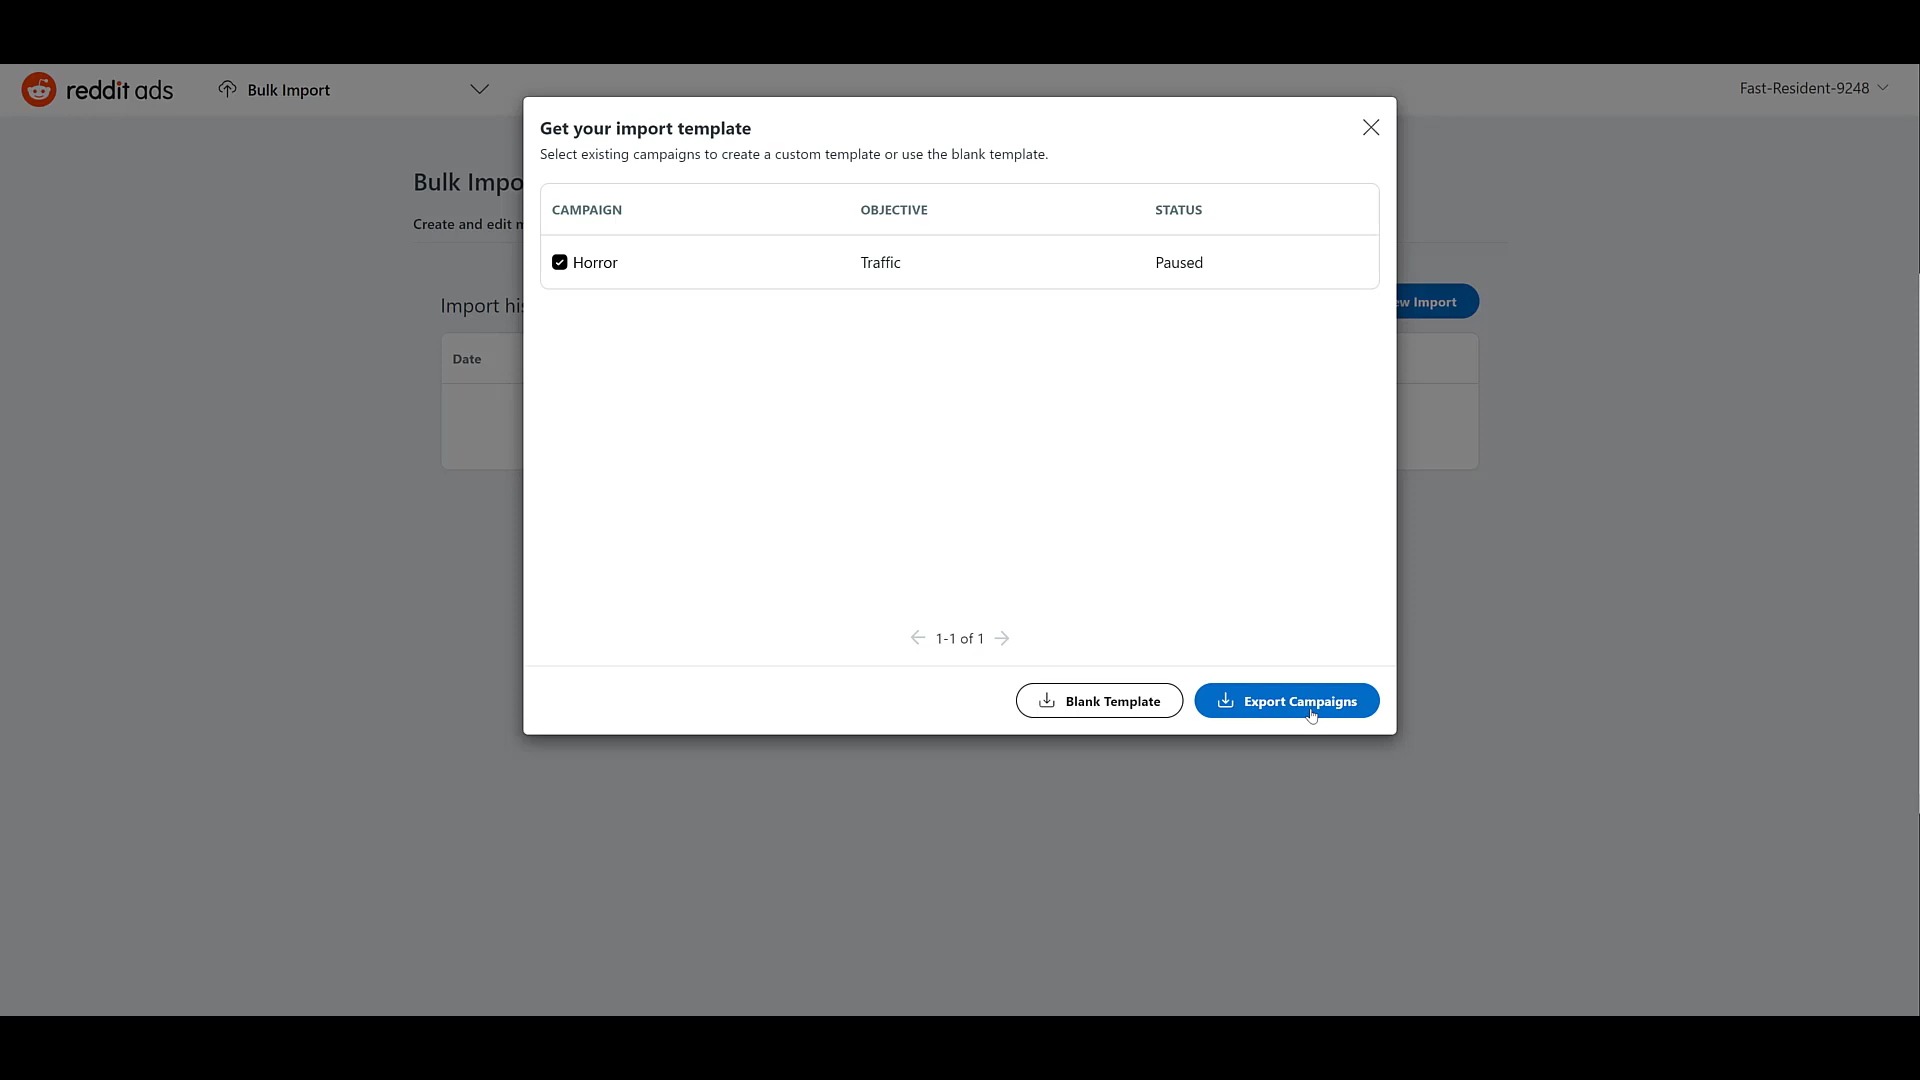 reddit ads
Bulk Import
Fast-Resident-9248
Get your import template
Select existing campaigns to create a custom template or use the blank template.
Bulk Impo
Create and edit
CAMPAIGN OBJECTIVE STATUS
Horror Traffic Paused
Import his
ew Import
Date
1-1 of 1
Blank Template
Export Campaigns